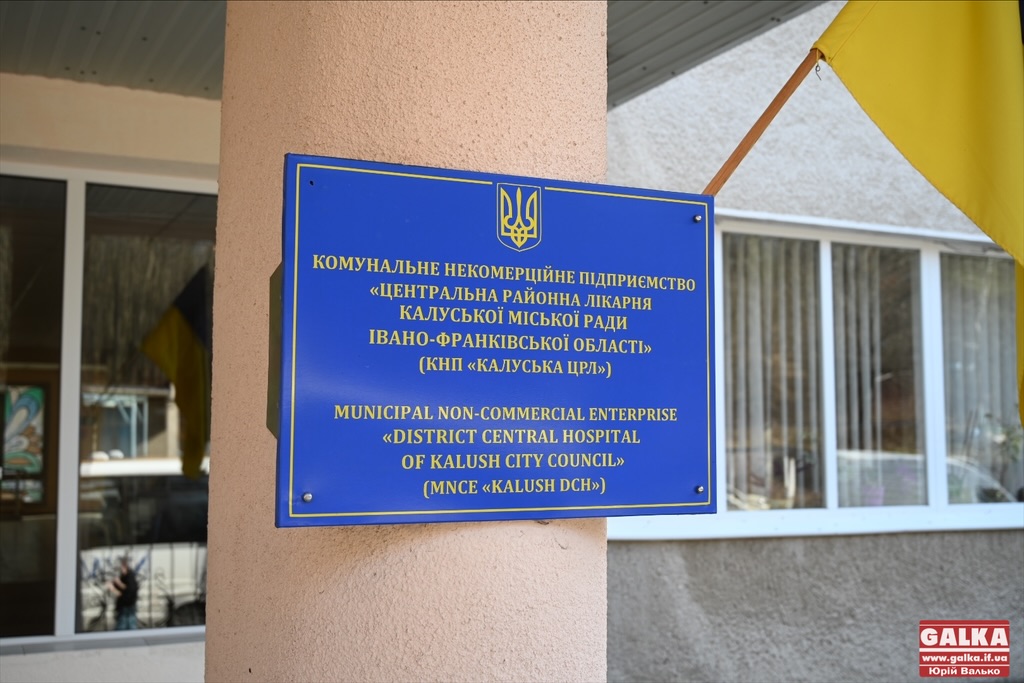 КОМУНАЛЬНЕ НЕКОМЕРЦІЙНЕ ПІДПРИЄМСТВО
«ЦЕНТРАЛЬНА РАЙОННА ЛІКАРНЯ
КАЛУСЬКОЇ МІСЬКОЇ РАДИ
ІВАНО-ФРАНКІВСЬКОЇ ОБЛАСТІ»
(КНП «КАЛУСЬКА ЦРЛ»)
MUNICIPAL NON-COMMERCIAL ENTERPRISE
«DISTRICT CENTRAL HOSPITAL
OF KALUSH CITY COUNCIL»
(MNCE «KALUSH DCH»)
GALKA
www.galka.if.ua
Юрій Валько